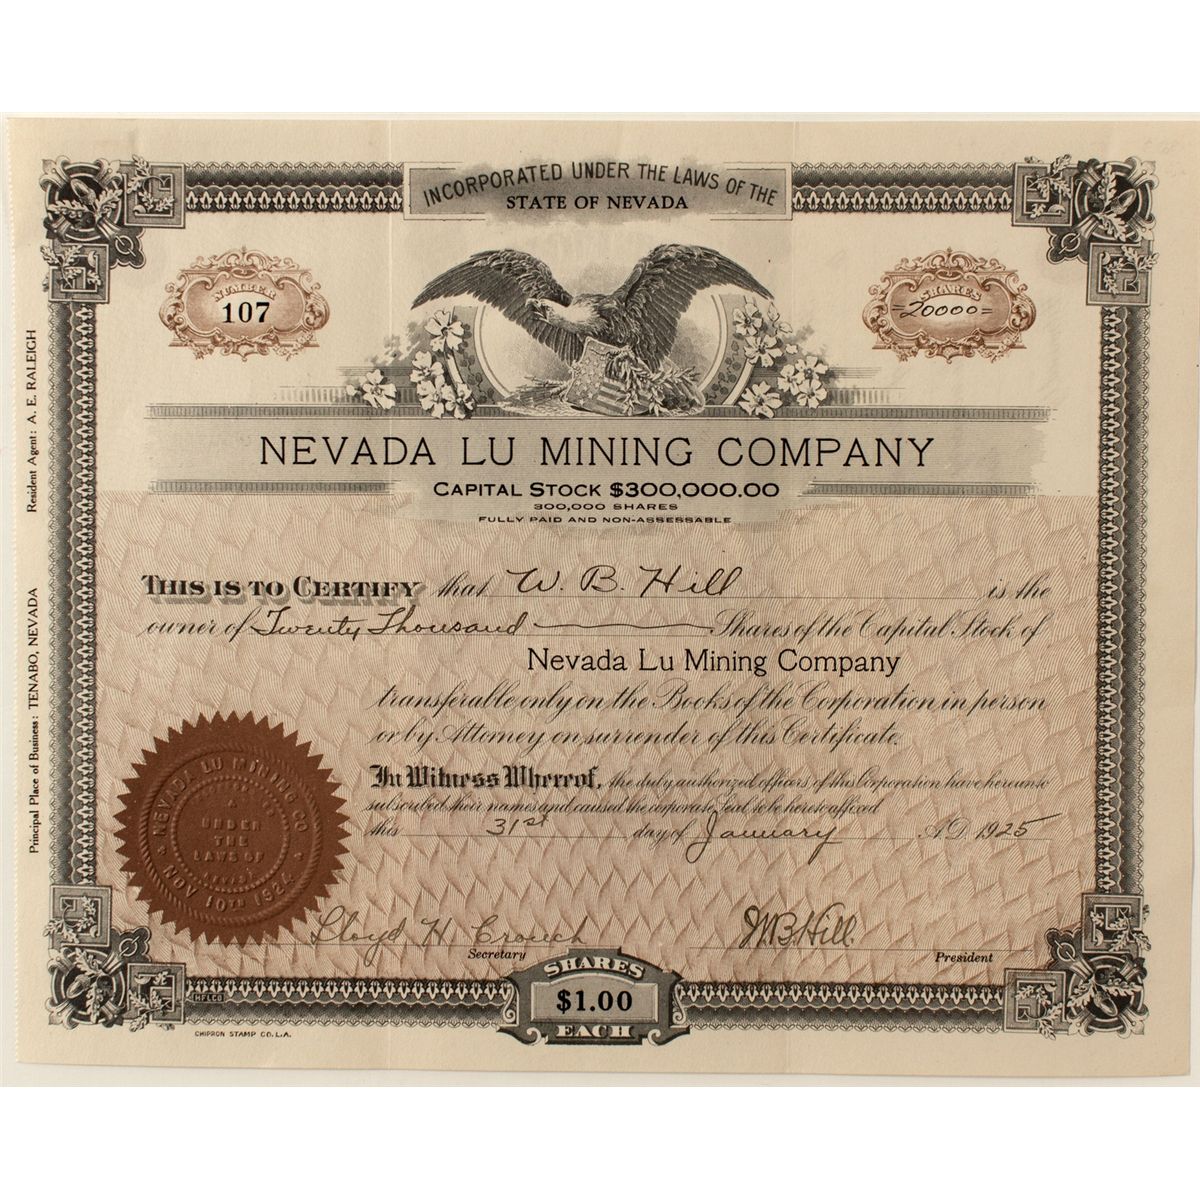 INCORPORATED UNDER THE LAWS OF THE
STATE OF NEVADA
NUMBER
107
SHARES
=20000=
NEVADA LU MINING COMPANY
CAPITAL STOCK $300,000.00
300,000 SHARES
FULLY PAID AND NON-ASSESSABLE
THIS IS TO CERTIFY that W. B. Hill is the
owner of Twenty Thousand Shares of the Capital Stock of
Nevada Lu Mining Company
transferable only on the Books of the Corporation in person
or by Attorney on surrender of this Certificate.
In Witness Whereof, the duly authorized officers of this Corporation have hereunto
subscribed their names and caused the corporate Seal to be hereto affixed
this 31st day of January A.D. 1925
NEVADA LU MINING CO
UNDER
THE
LAWS OF
NEVADA
NOV 10TH 1924
Lloyd H Crouch
Secretary
W.B. Hill
President
SHARES
$1.00
EACH
CHIPRON STAMP CO. L.A.
Principal Place of Business: TENABO, NEVADA
Resident Agent: A. E. RALEIGH